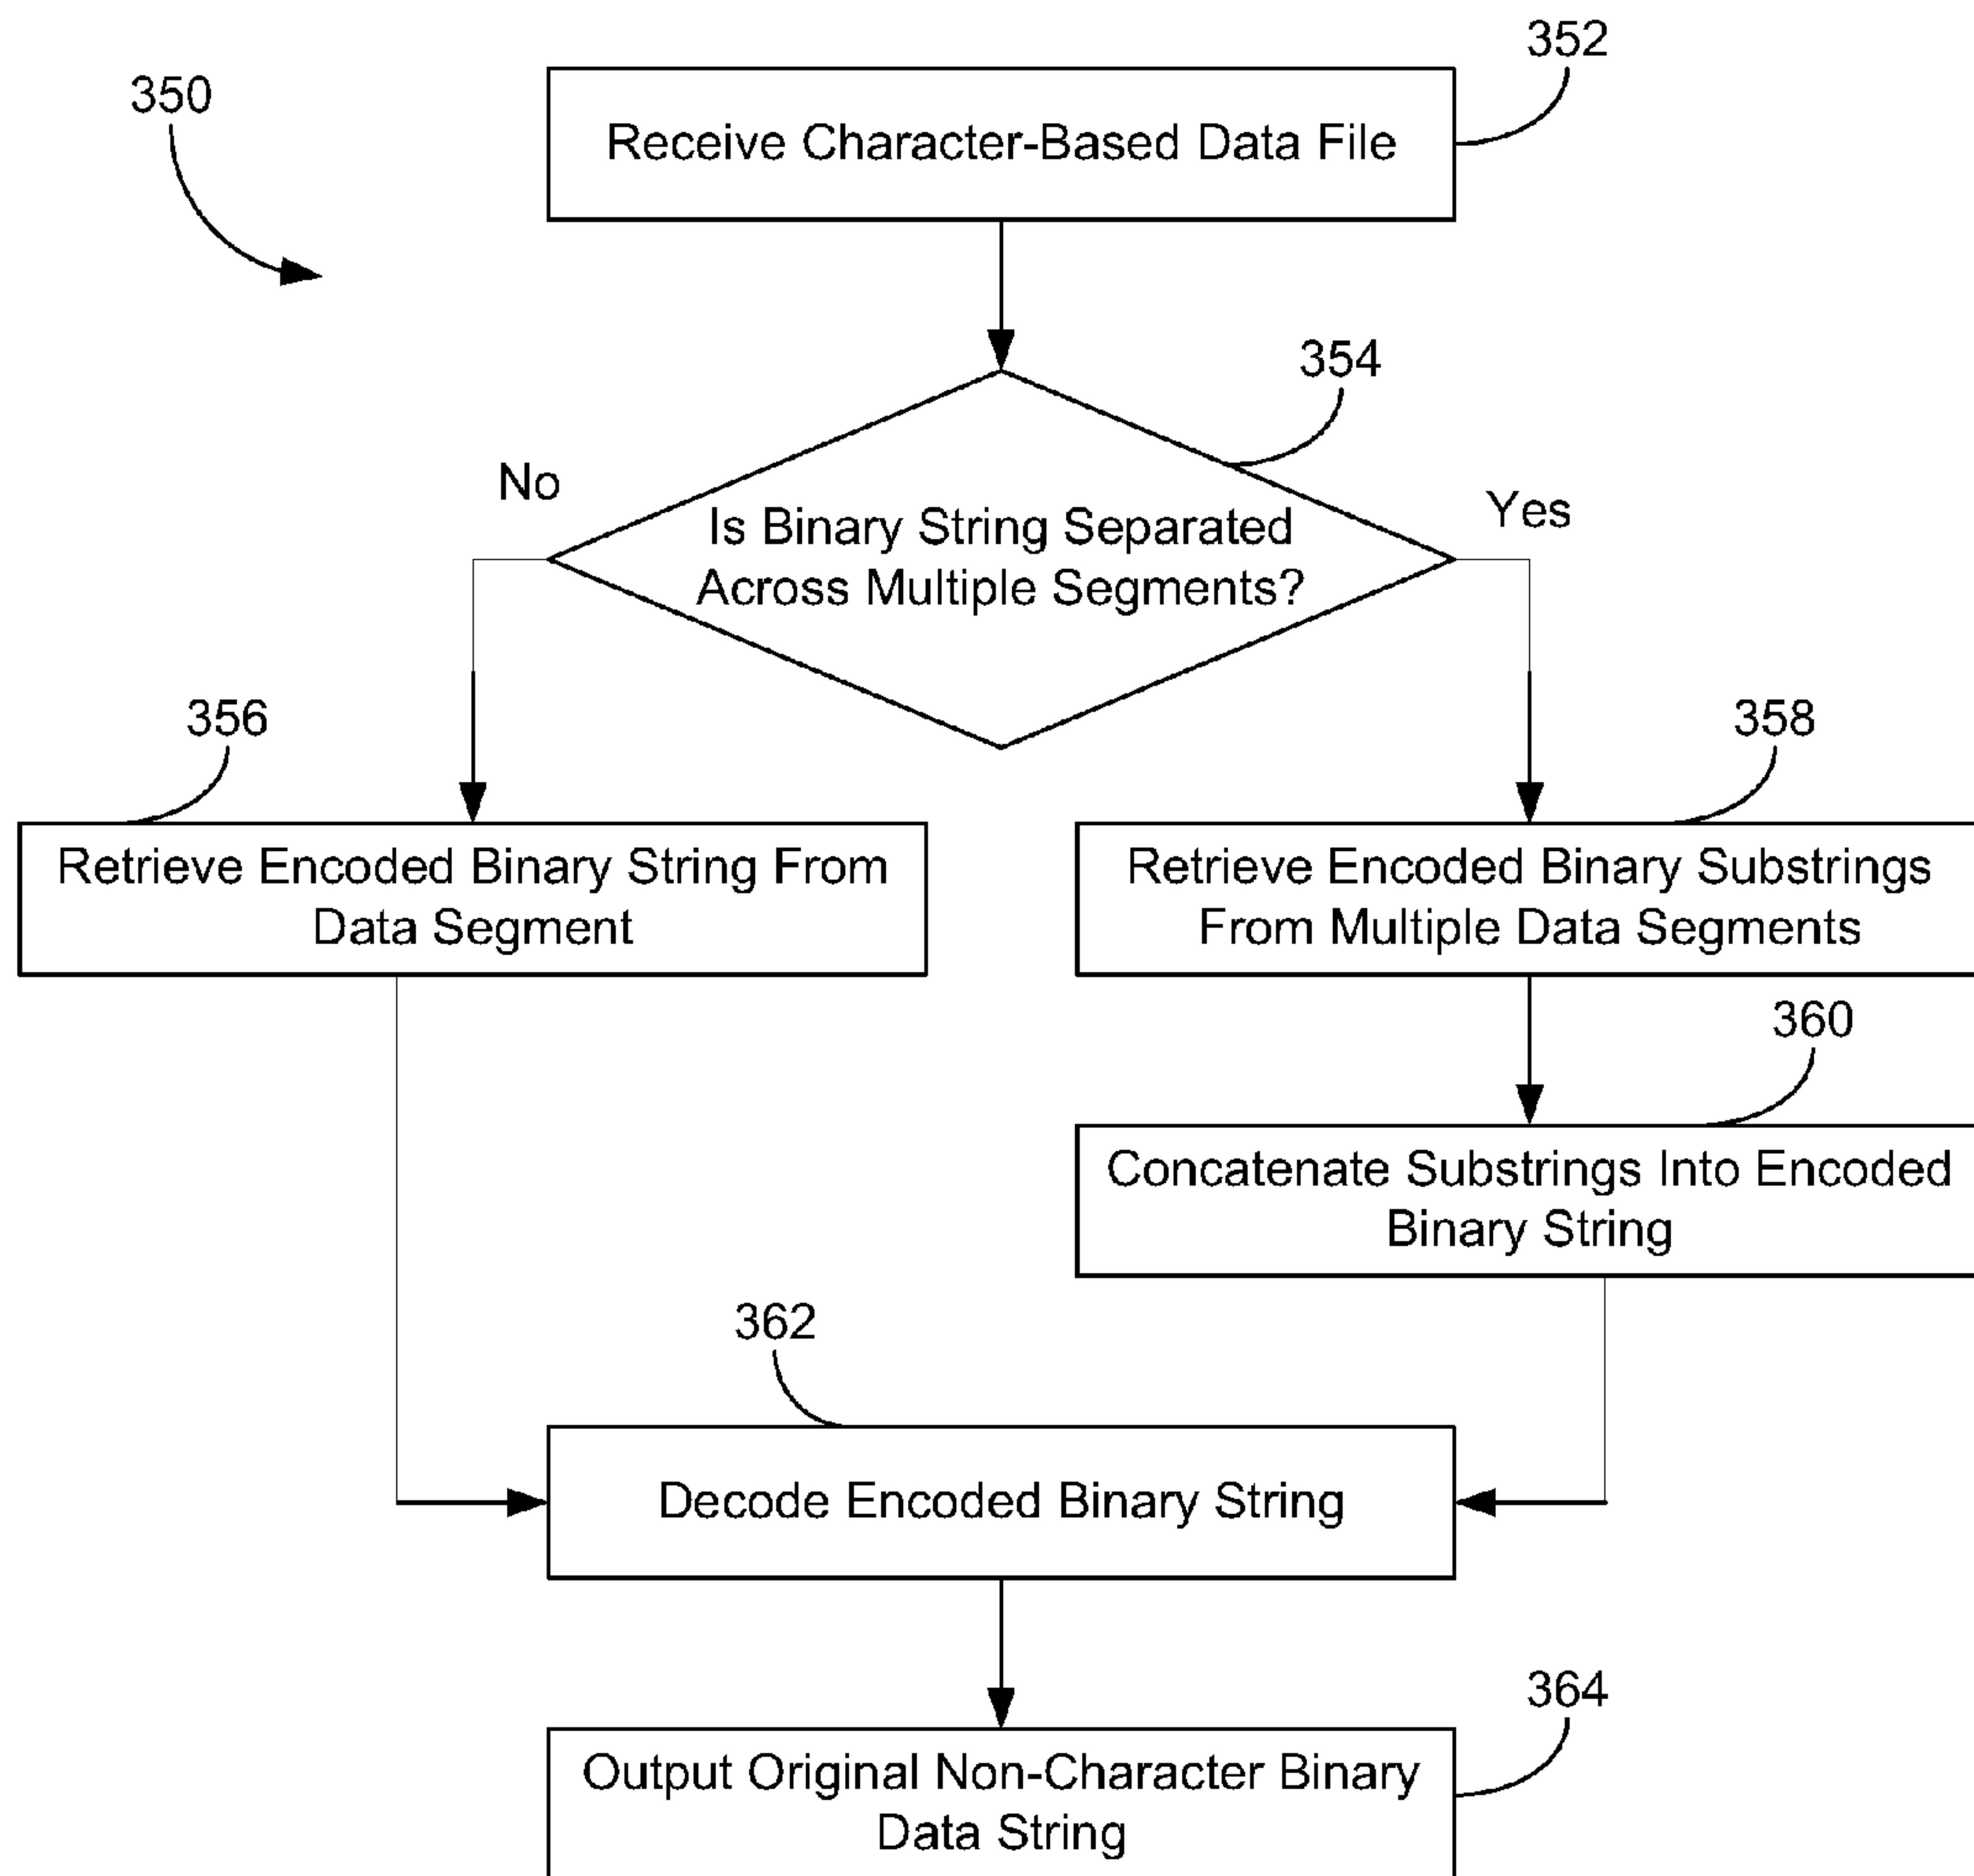 352
350
Receive Character-Based Data File
354
No
Yes
Is Binary String Separated
Across Multiple Segments?
356
358
Retrieve Encoded Binary String From
Data Segment
Retrieve Encoded Binary Substrings
From Multiple Data Segments
360
Concatenate Substrings Into Encoded
Binary String
362
Decode Encoded Binary String
364
Output Original Non-Character Binary
Data String